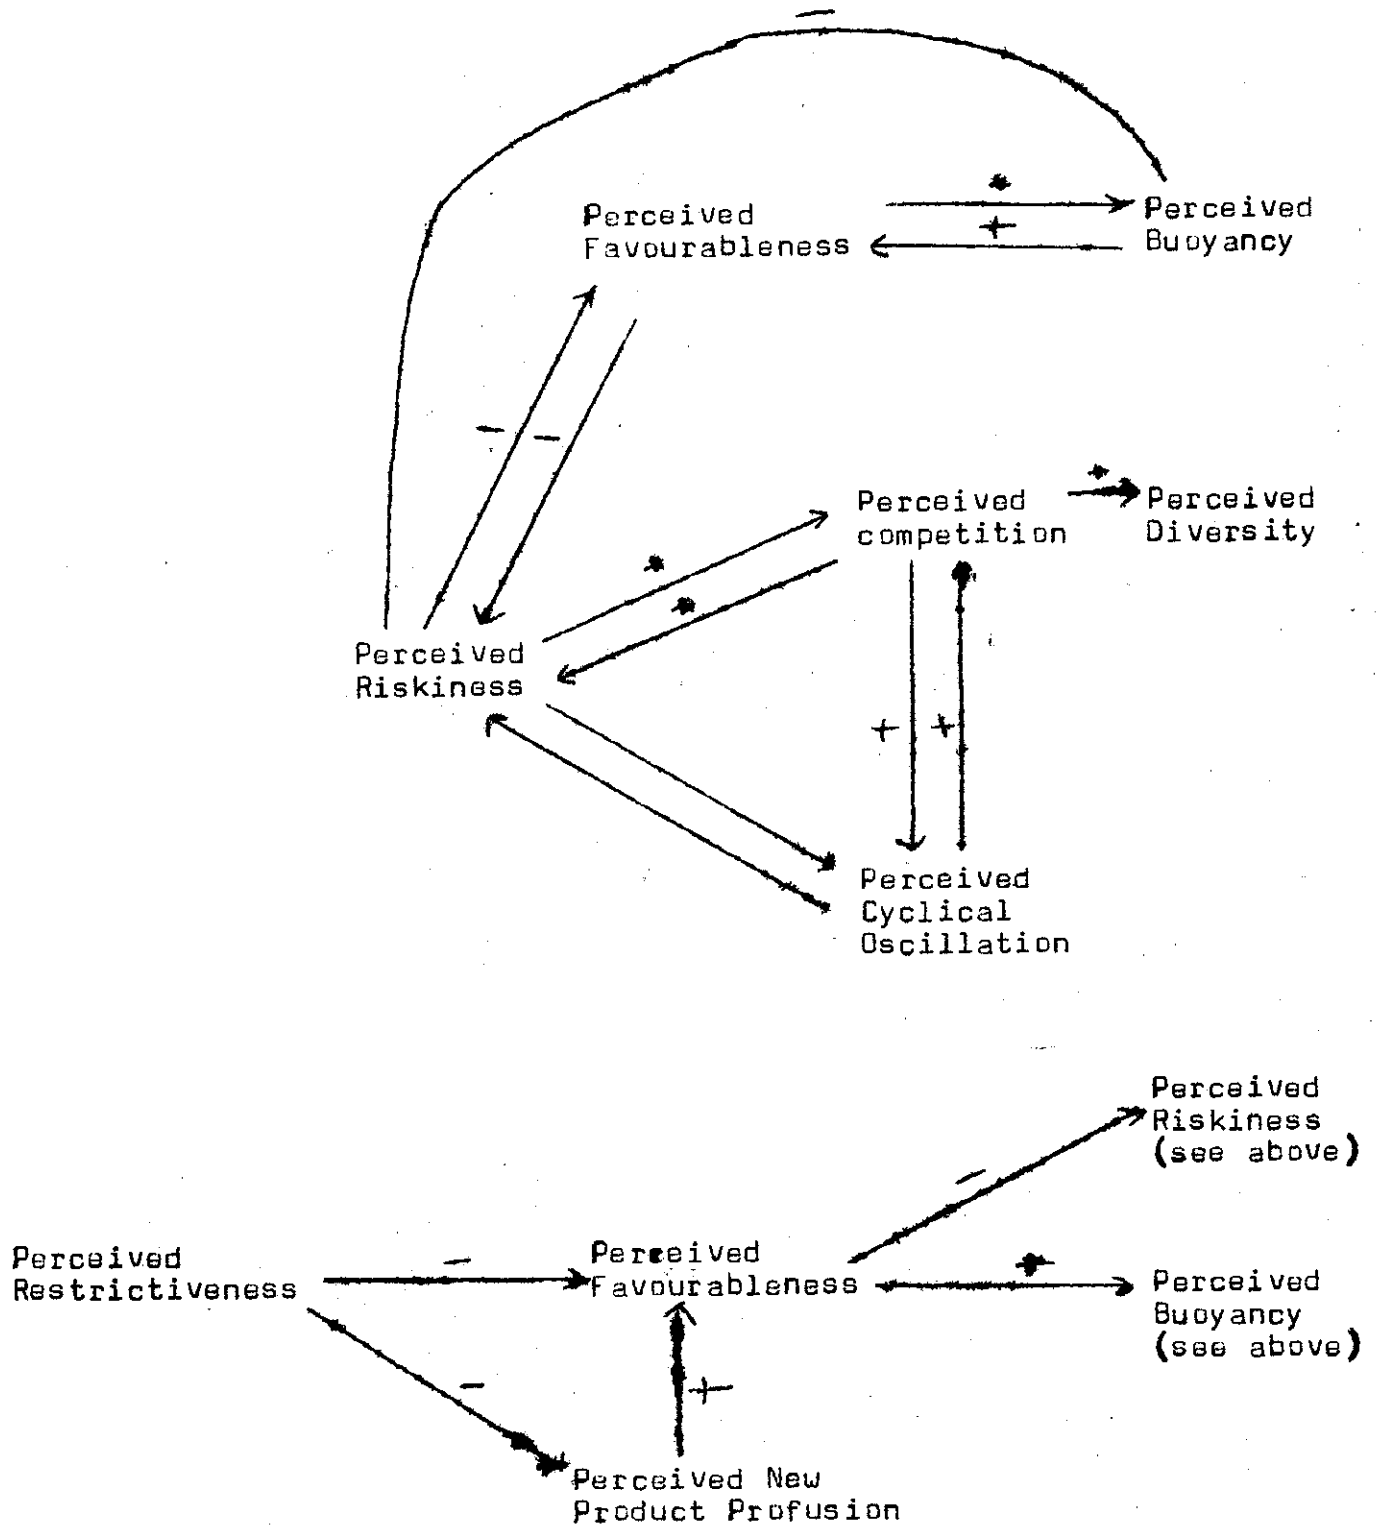 −
Perceived
Favourableness
+
+
Perceived
Buoyancy
− −
Perceived
competition
+
Perceived
Diversity
+
+
Perceived
Riskiness
+ +
Perceived
Cyclical
Oscillation
Perceived
Riskiness
(see above)
−
Perceived
Restrictiveness
−
Perceived
Favourableness
+
Perceived
Buoyancy
(see above)
−
+
Perceived New
Product Profusion